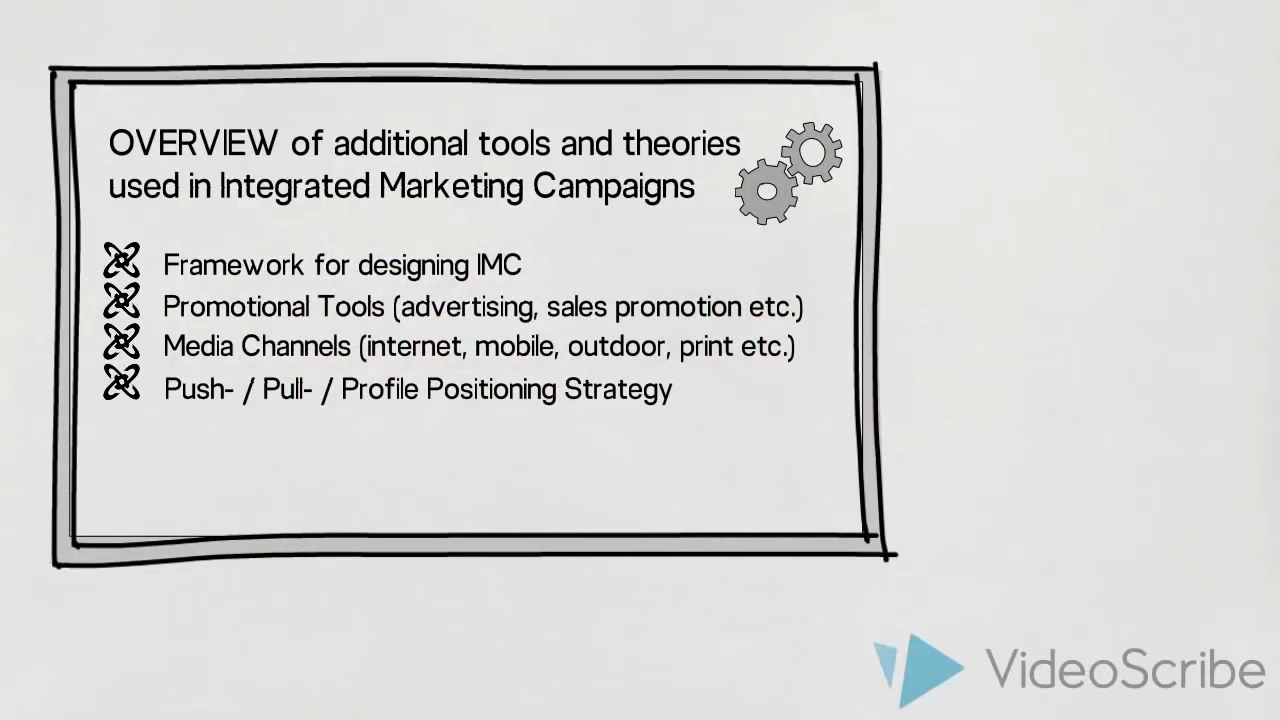 OVERVIEW of additional tools and theories
used in Integrated Marketing Campaigns
Framework for designing IMC
Promotional Tools (advertising, sales promotion etc.)
Media Channels (internet, mobile, outdoor, print etc.)
Push- / Pull- / Profile Positioning Strategy
VideoScribe